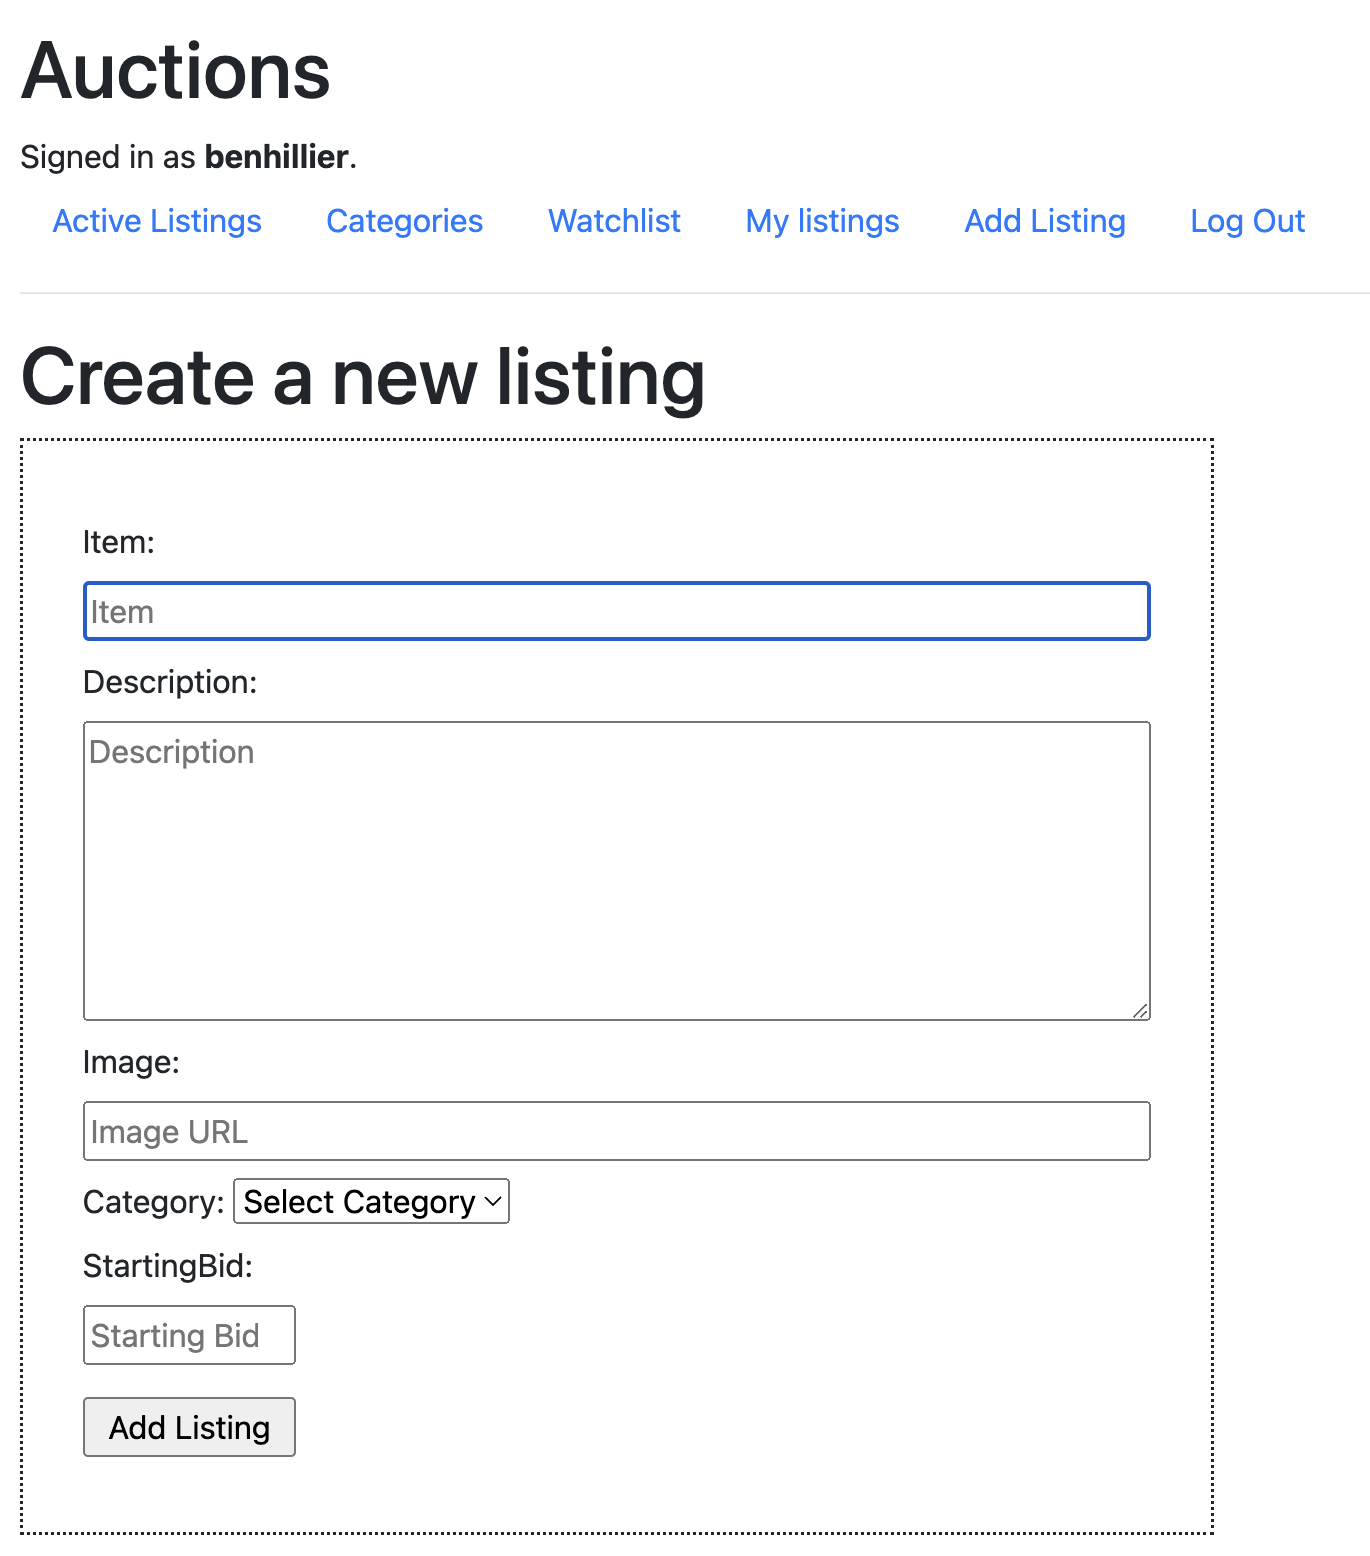 Auctions
Signed in as benhillier.
Active Listings Categories Watchlist My listings Add Listing Log Out
Create a new listing
Item:
Item
Description:
Description
Image:
Image URL
Category: Select Category
StartingBid:
Starting Bid
Add Listing